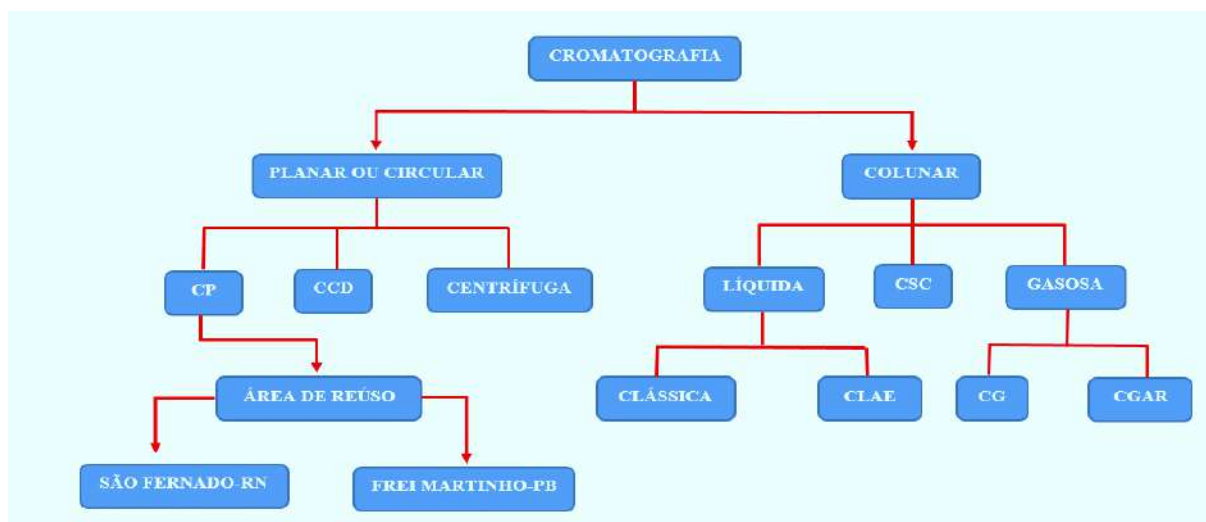 CROMATOGRAFIA
PLANAR OU CIRCULAR
COLUNAR
CP
CCD
CENTRÍFUGA
LÍQUIDA
CSC
GASOSA
ÁREA DE REÚSO
CLÁSSICA
CLAE
CG
CGAR
SÃO FERNADO-RN
FREI MARTINHO-PB